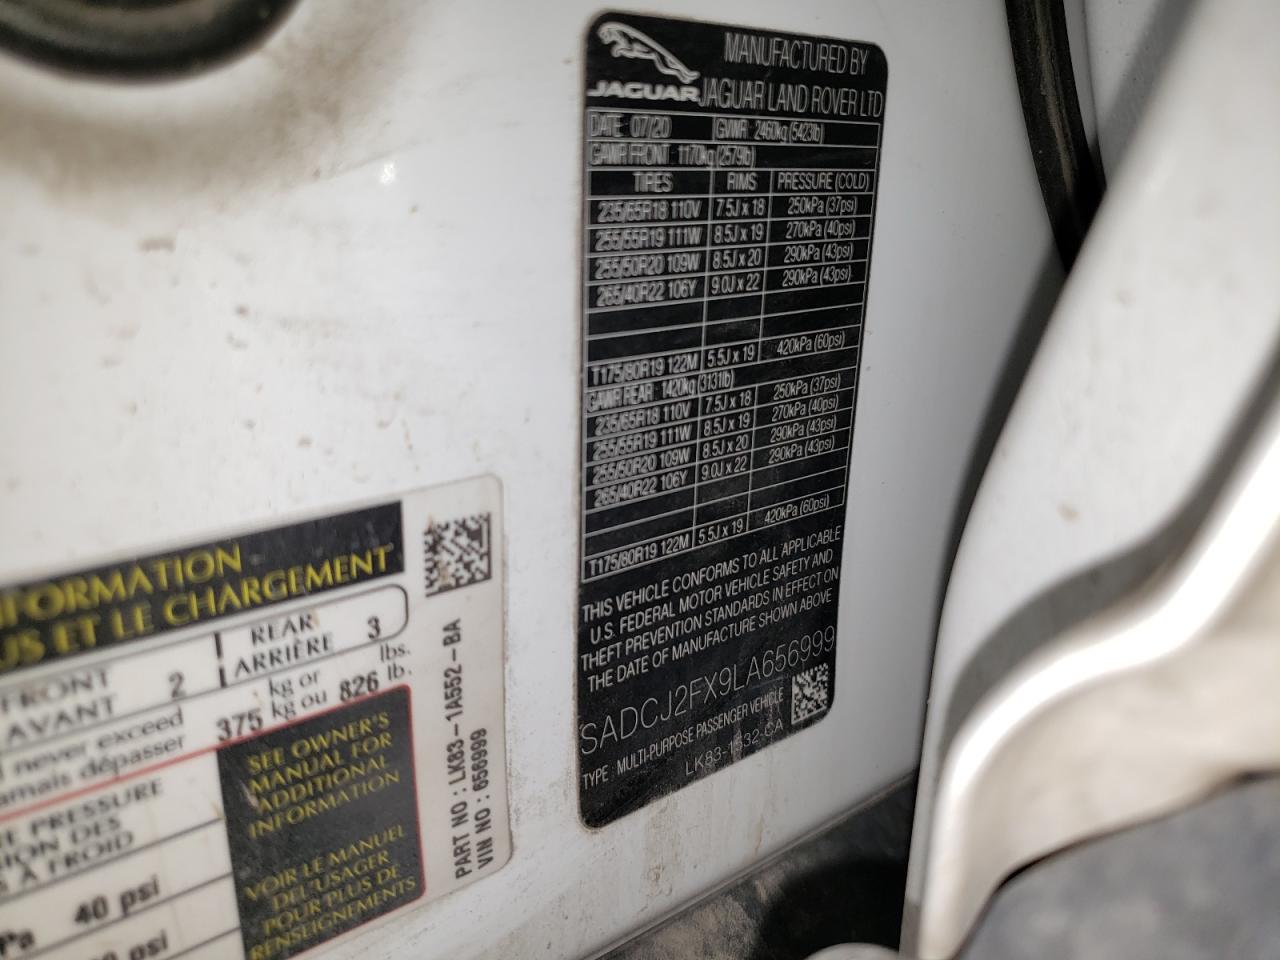 JAGUAR
MANUFACTURED BY
JAGUAR LAND ROVER LTD
DATE 07/20 GVWR 2460kg (5423lb)
GAWR FRONT 1170kg (2579lb)
TIRES RIMS PRESSURE (COLD)
235/65R18 110V 7.5J x 18 250kPa (37psi)
255/55R19 111W 8.5J x 19 270kPa (40psi)
255/50R20 109W 8.5J x 20 290kPa (43psi)
265/40R22 106Y 9.0J x 22 290kPa (43psi)
T175/80R19 122M 5.5J x 19 420kPa (60psi)
GAWR REAR 1420kg (3131lb)
235/65R18 110V 7.5J x 18 250kPa (37psi)
255/55R19 111W 8.5J x 19 270kPa (40psi)
255/50R20 109W 8.5J x 20 290kPa (43psi)
265/40R22 106Y 9.0J x 22 290kPa (43psi)
T175/80R19 122M 5.5J x 19 420kPa (60psi)
THIS VEHICLE CONFORMS TO ALL APPLICABLE
U.S. FEDERAL MOTOR VEHICLE SAFETY AND
THEFT PREVENTION STANDARDS IN EFFECT ON
THE DATE OF MANUFACTURE SHOWN ABOVE
SADCJ2FX9LA656999
TYPE : MULTI-PURPOSE PASSENGER VEHICLE
LK83-1532-CA
NFORMATION
US ET LE CHARGEMENT
FRONT 2 REAR 3
AVANT ARRIÈRE
never exceed 375 kg or 826 lbs.
amais dépasser kg ou lb.
E PRESSURE
ION DES
À FROID
Pa 40 psi
psi
SEE OWNER'S
MANUAL FOR
ADDITIONAL
INFORMATION
VOIR LE MANUEL
DE L'USAGER
POUR PLUS DE
RENSEIGNEMENTS
PART NO : LK83-1A552-BA
VIN NO : 656999